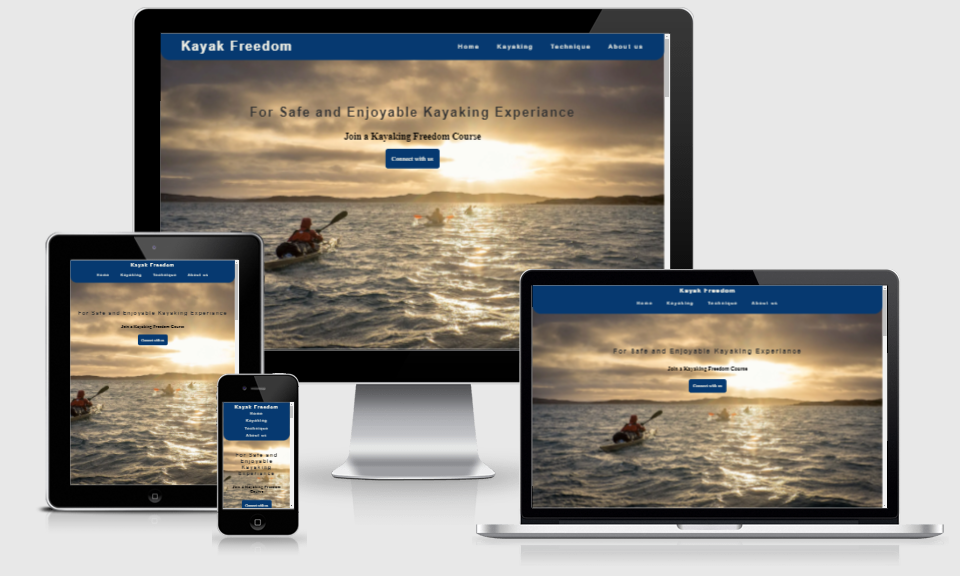 Kayak Freedom
Home Kayaking Technique About us
For Safe and Enjoyable Kayaking Experiance
Join a Kayaking Freedom Course
Connect with us
Kayak Freedom
Home Kayaking Technique About us
For Safe and Enjoyable Kayaking Experiance
Join a Kayaking Freedom Course
Connect with us
Kayak Freedom
Home
Kayaking
Technique
About us
For Safe and
Enjoyable
Kayaking
Experiance
Join a Kayaking Freedom
Course
Connect with us
Kayak Freedom
Home Kayaking Technique About us
For Safe and Enjoyable Kayaking Experiance
Join a Kayaking Freedom Course
Connect with us